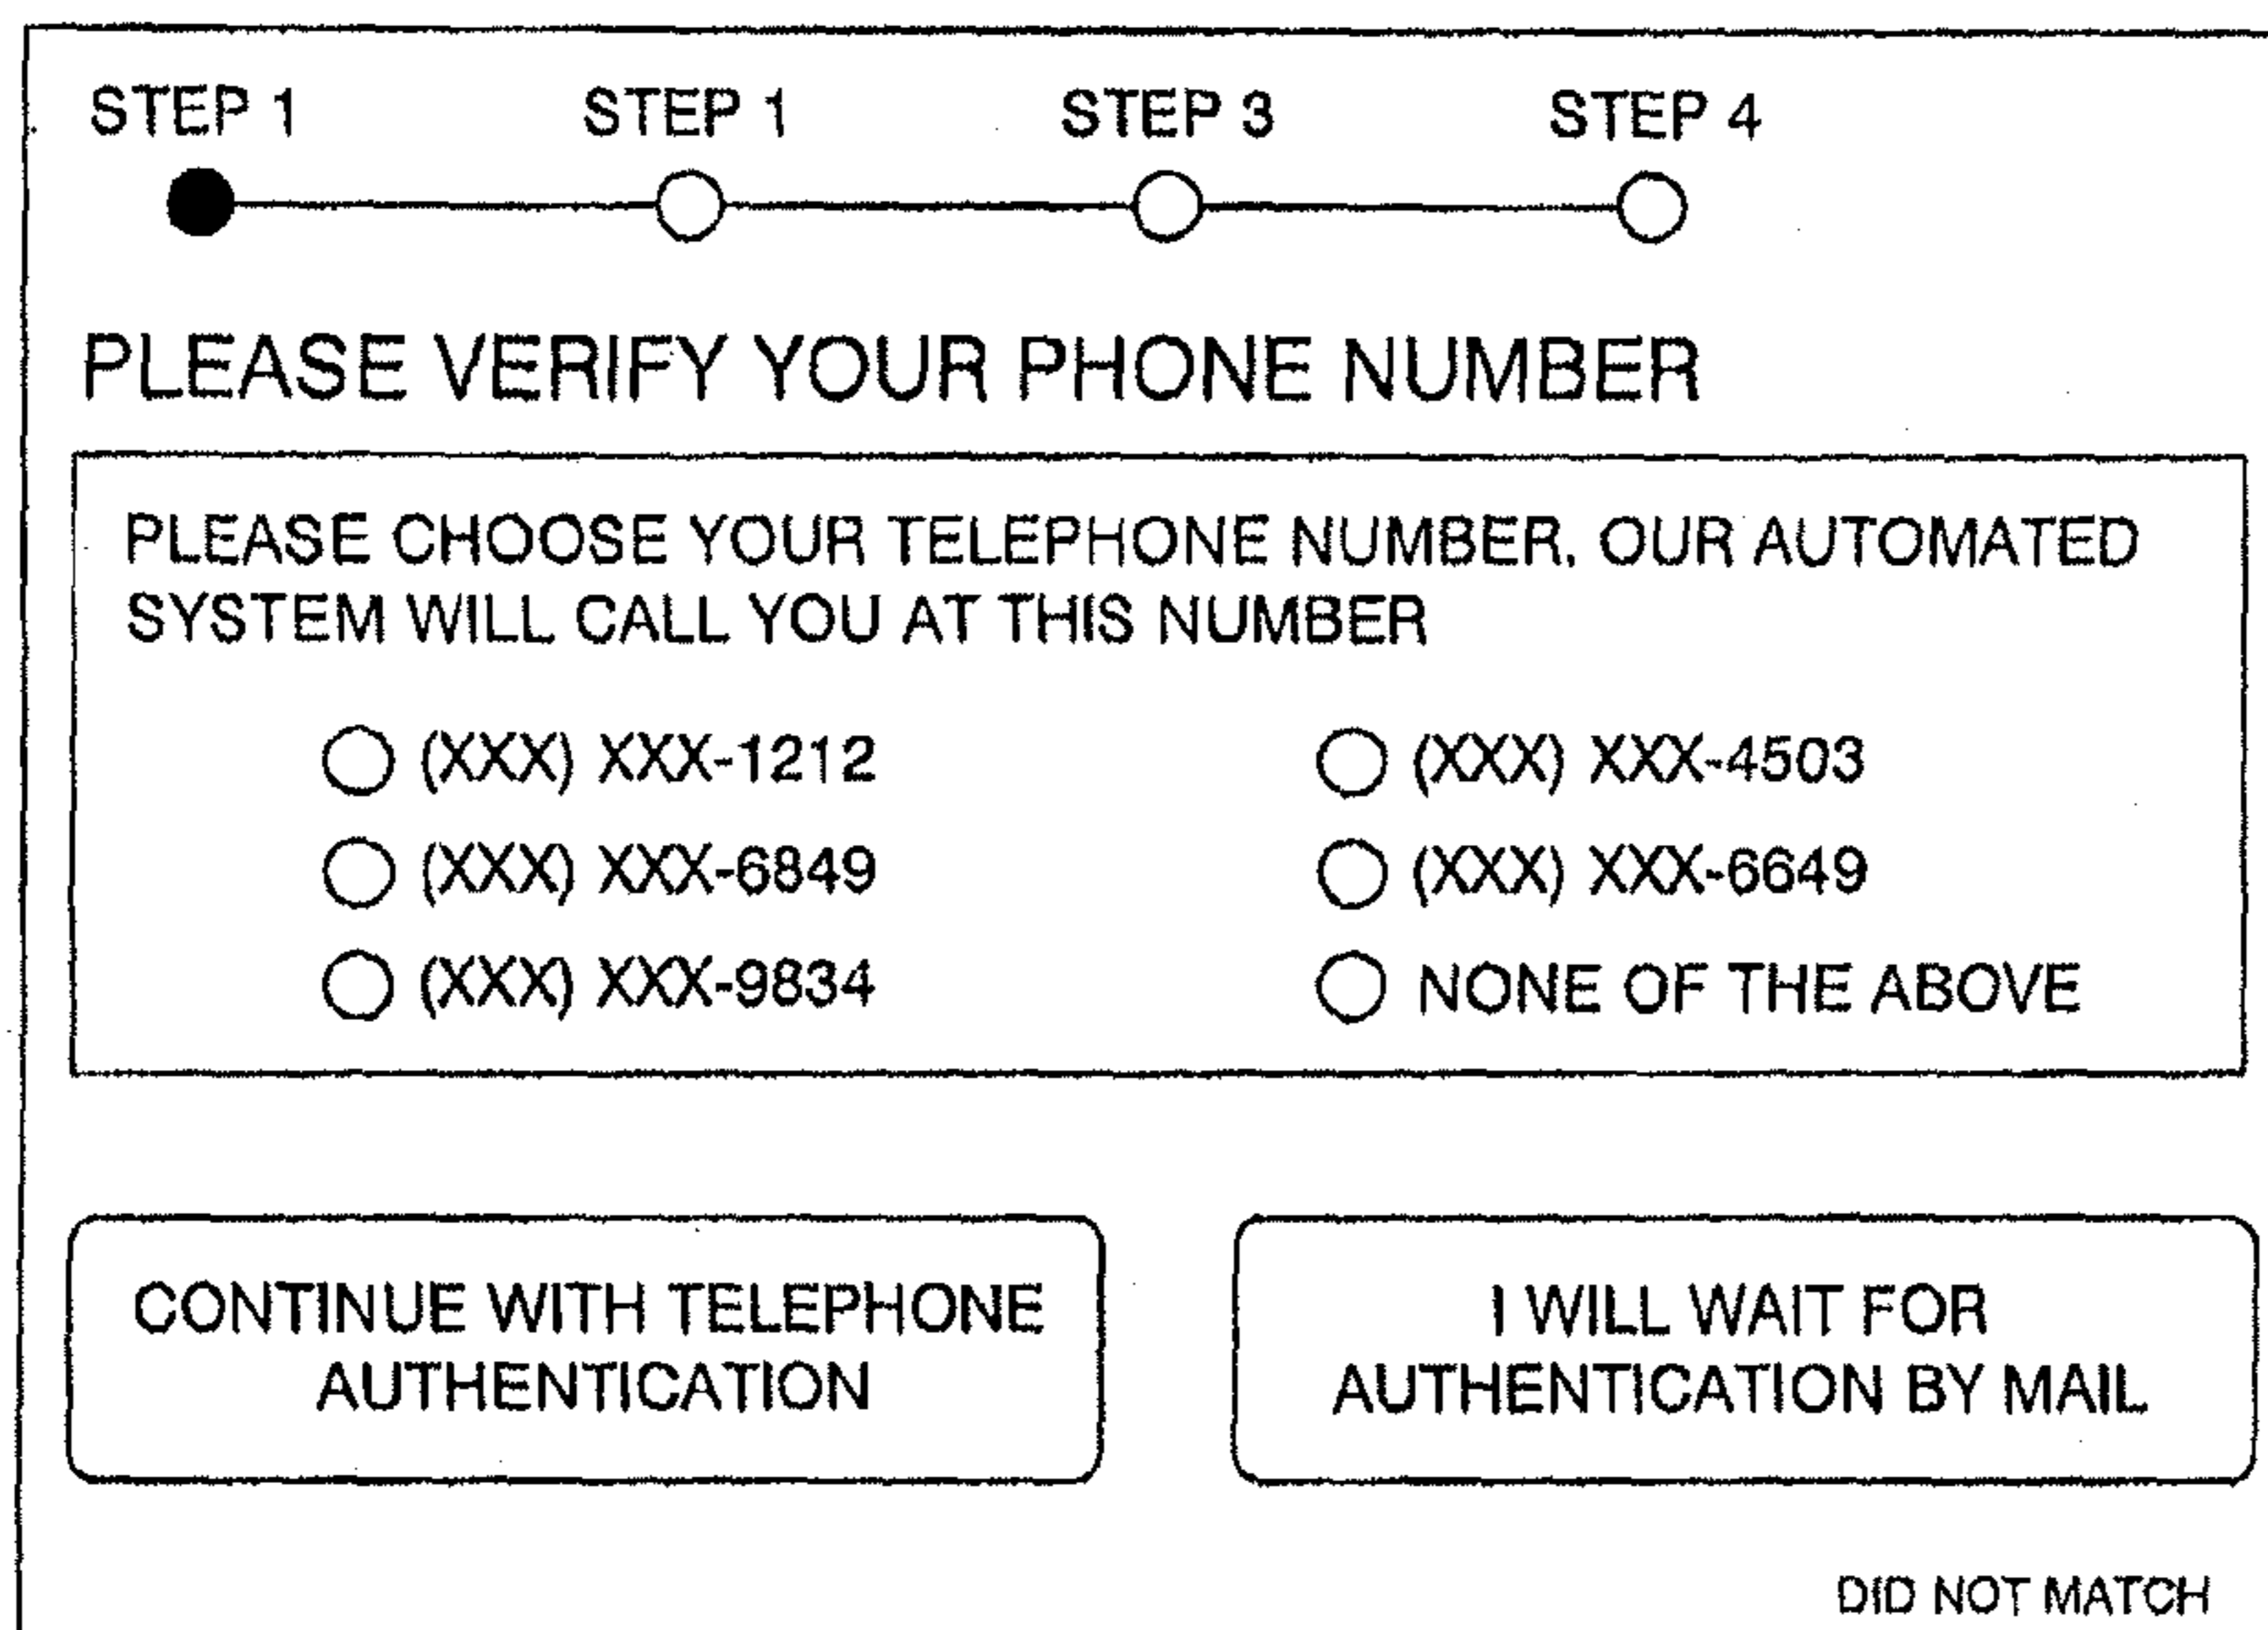 STEP 1 STEP 1 STEP 3 STEP 4
PLEASE VERIFY YOUR PHONE NUMBER
PLEASE CHOOSE YOUR TELEPHONE NUMBER. OUR AUTOMATED
SYSTEM WILL CALL YOU AT THIS NUMBER
(XXX) XXX-1212 (XXX) XXX-4503
(XXX) XXX-6849 (XXX) XXX-6649
(XXX) XXX-9834 NONE OF THE ABOVE
CONTINUE WITH TELEPHONE
AUTHENTICATION
I WILL WAIT FOR
AUTHENTICATION BY MAIL
DID NOT MATCH